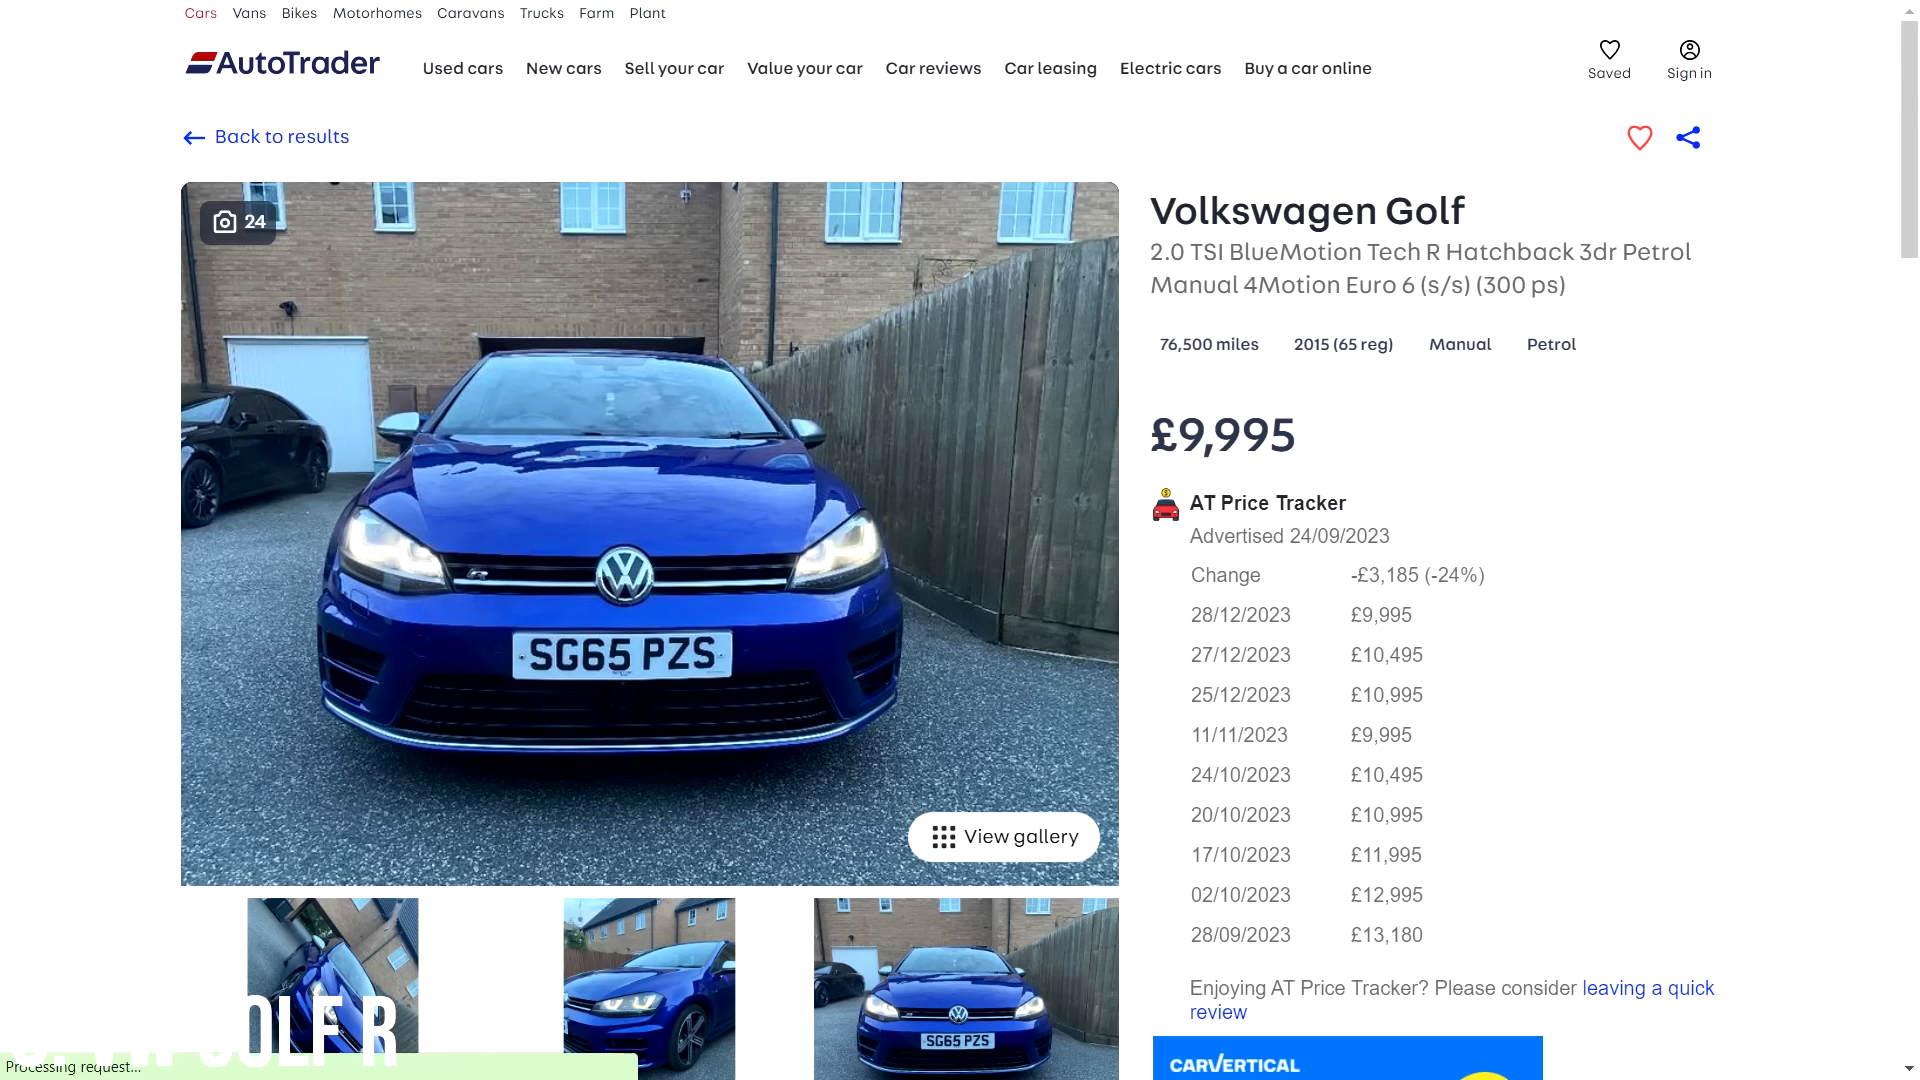 Cars Vans Bikes Motorhomes Caravans Trucks Farm Plant
AutoTrader
Used cars New cars Sell your car Value your car Car reviews Car leasing Electric cars Buy a car online
Saved Sign in
Back to results
24
SG65 PZS
View gallery
Volkswagen Golf
2.0 TSI BlueMotion Tech R Hatchback 3dr Petrol
Manual 4Motion Euro 6 (s/s) (300 ps)
76,500 miles 2015 (65 reg) Manual Petrol
£9,995
AT Price Tracker
Advertised 24/09/2023
Change -£3,185 (-24%)
28/12/2023 £9,995
27/12/2023 £10,495
25/12/2023 £10,995
11/11/2023 £9,995
24/10/2023 £10,495
20/10/2023 £10,995
17/10/2023 £11,995
02/10/2023 £12,995
28/09/2023 £13,180
Enjoying AT Price Tracker? Please consider leaving a quick
review
CARVERTICAL
SG65 PZS
VW GOLF R
Processing request...